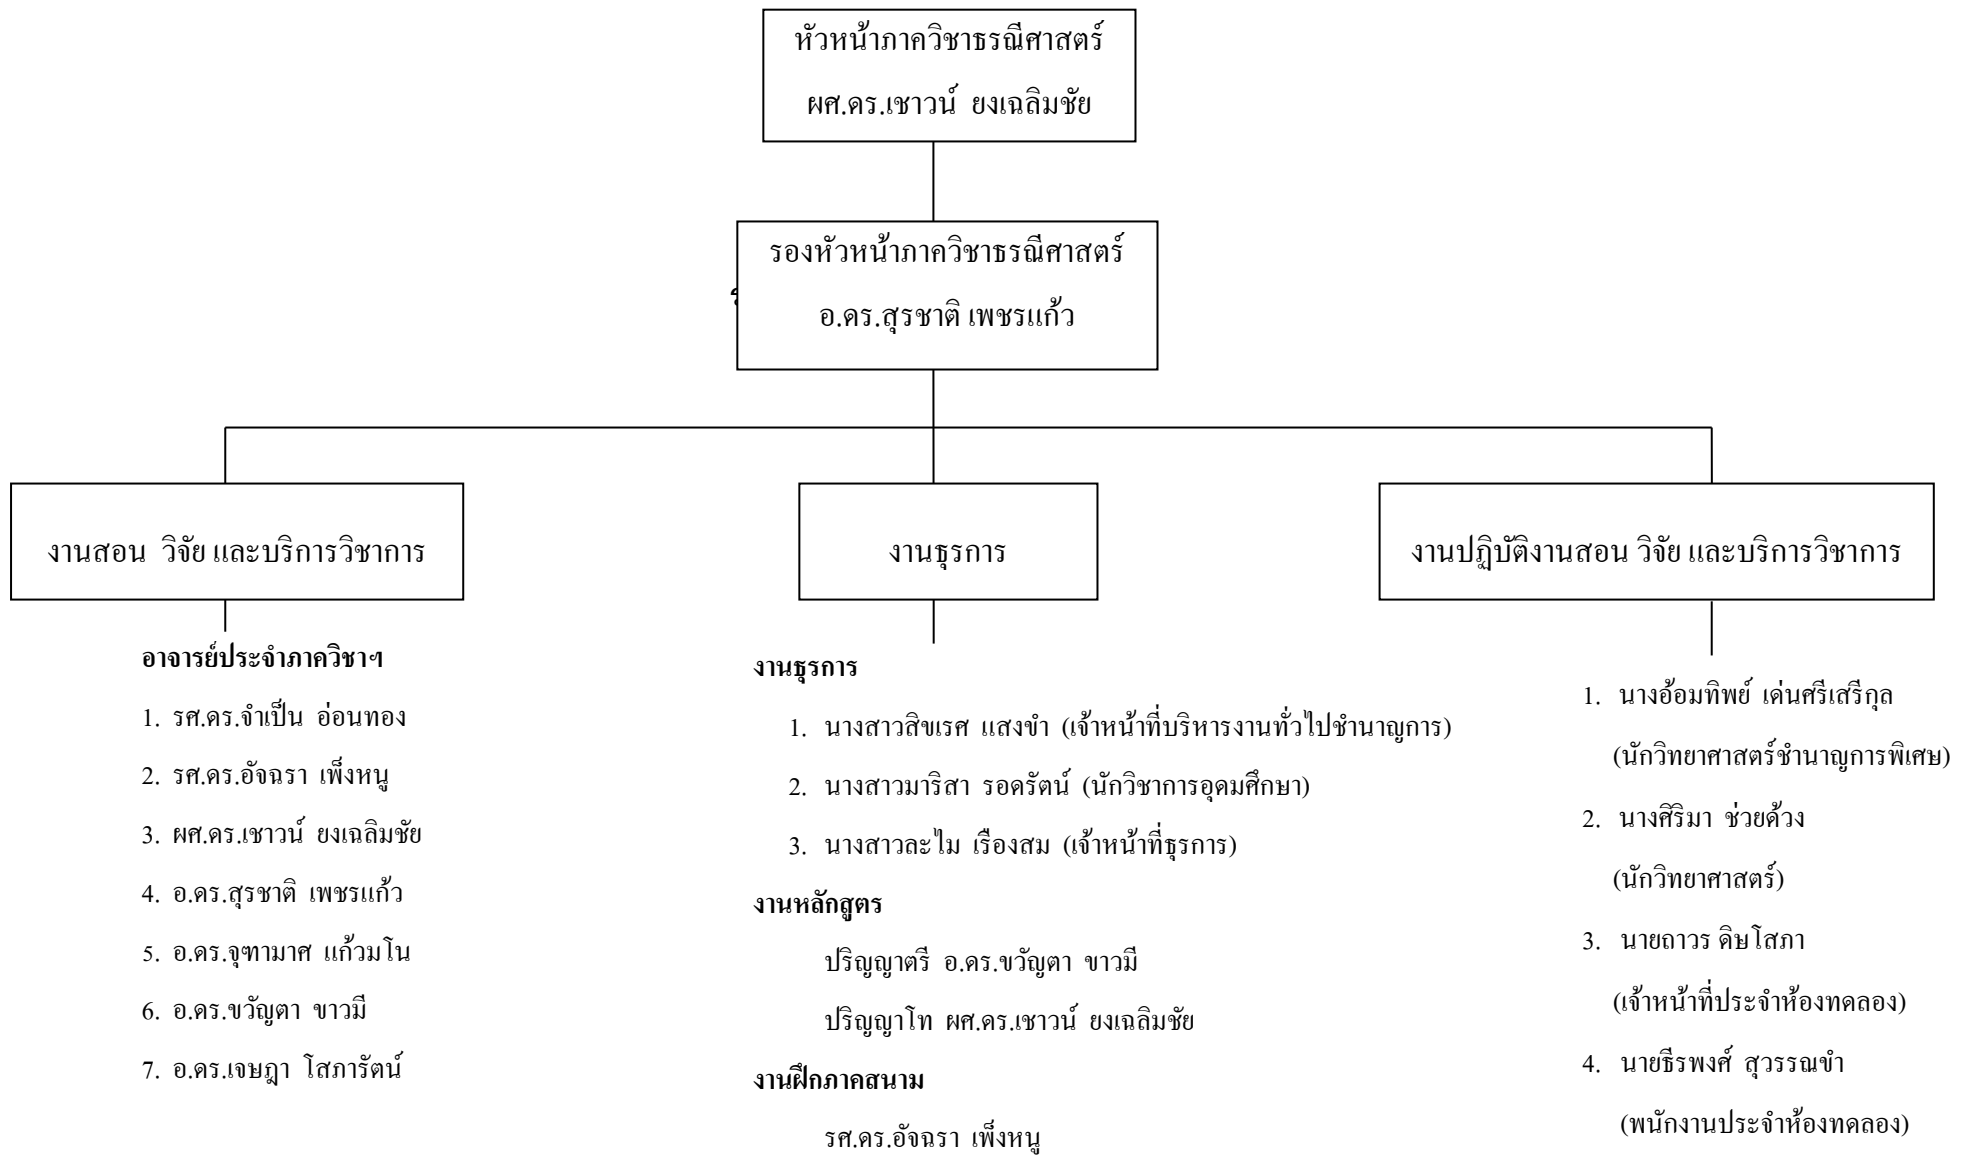 หัวหน้าภาควิชาธรณีศาสตร์
ผศ.ดร.เชาวน์ ยงเฉลิมชัย
รองหัวหน้าภาควิชาธรณีศาสตร์
อ.ดร.สุรชาติ เพชรแก้ว
งานสอน วิจัย และบริการวิชาการ
อาจารย์ประจำภาควิชาฯ
1. รศ.ดร.จำเป็น อ่อนทอง
2. รศ.ดร.อัจฉรา เพ็งหนู
3. ผศ.ดร.เชาวน์ ยงเฉลิมชัย
4. อ.ดร.สุรชาติ เพชรแก้ว
5. อ.ดร.จุฑามาศ แก้วมโน
6. อ.ดร.ขวัญตา ขาวมี
7. อ.ดร.เจษฎา โสภารัตน์
งานธุรการ
งานธุรการ
1. นางสาวสิขเรศ แสงขำ (เจ้าหน้าที่บริหารงานทั่วไปชำนาญการ)
2. นางสาวมาริสา รอดรัตน์ (นักวิชาการอุดมศึกษา)
3. นางสาวละไม เรืองสม (เจ้าหน้าที่ธุรการ)
งานหลักสูตร
ปริญญาตรี อ.ดร.ขวัญตา ขาวมี
ปริญญาโท ผศ.ดร.เชาวน์ ยงเฉลิมชัย
งานฝึกภาคสนาม
รศ.ดร.อัจฉรา เพ็งหนู
งานปฏิบัติงานสอน วิจัย และบริการวิชาการ
1. นางอ้อมทิพย์ เด่นศรีเสรีกุล
(นักวิทยาศาสตร์ชำนาญการพิเศษ)
2. นางศิริมา ช่วยด้วง
(นักวิทยาศาสตร์)
3. นายถาวร ดิษโสภา
(เจ้าหน้าที่ประจำห้องทดลอง)
4. นายธีรพงศ์ สุวรรณขำ
(พนักงานประจำห้องทดลอง)